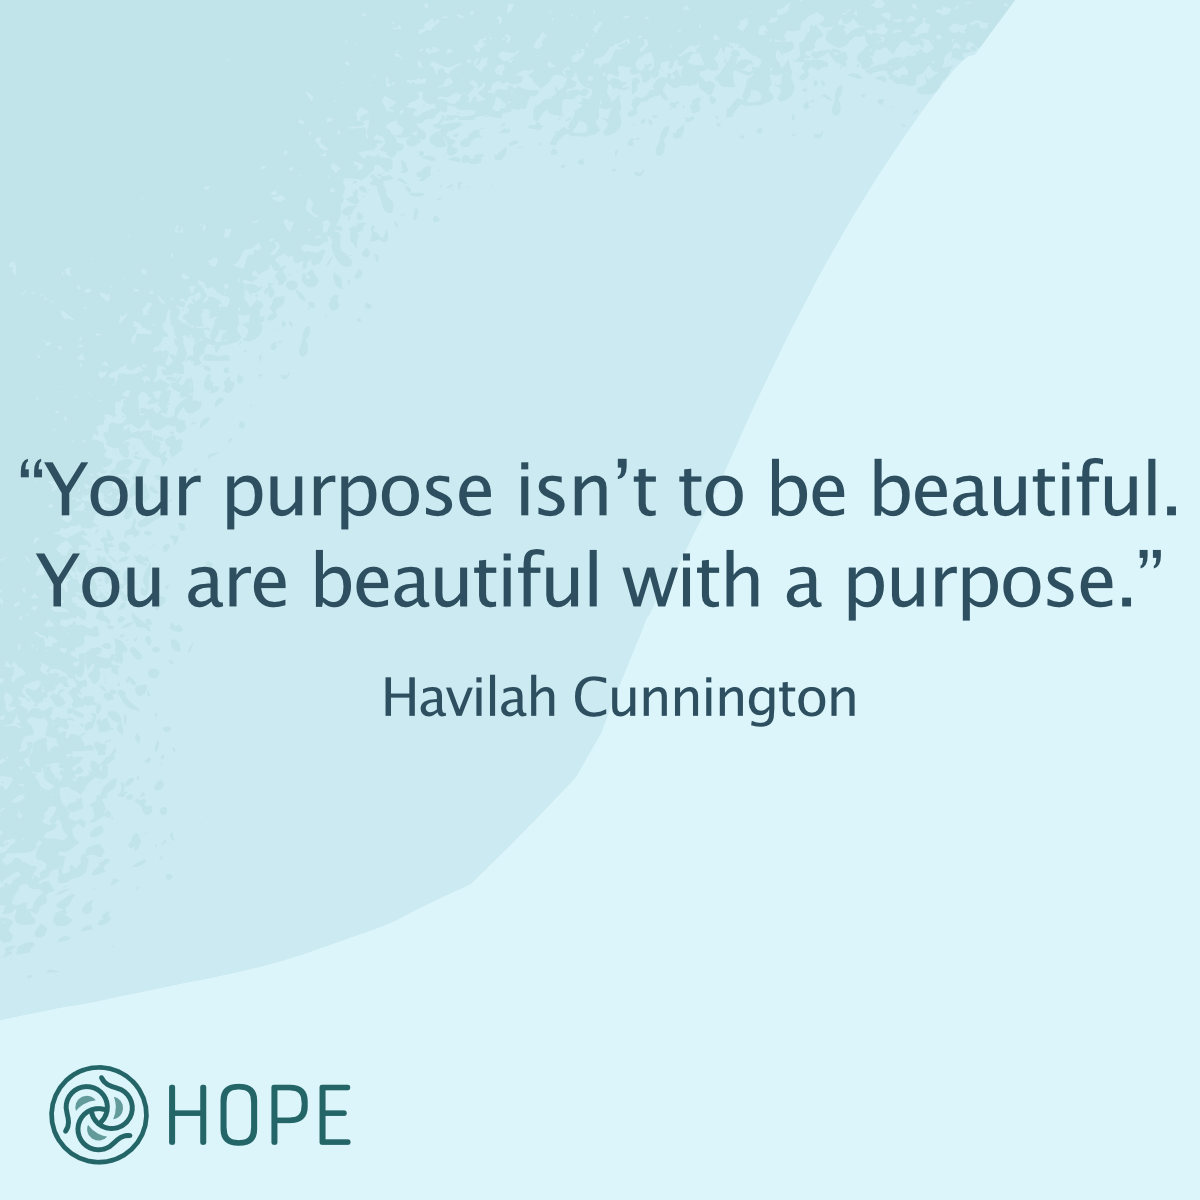 “Your purpose isn’t to be beautiful.
You are beautiful with a purpose.”
Havilah Cunnington
HOPE